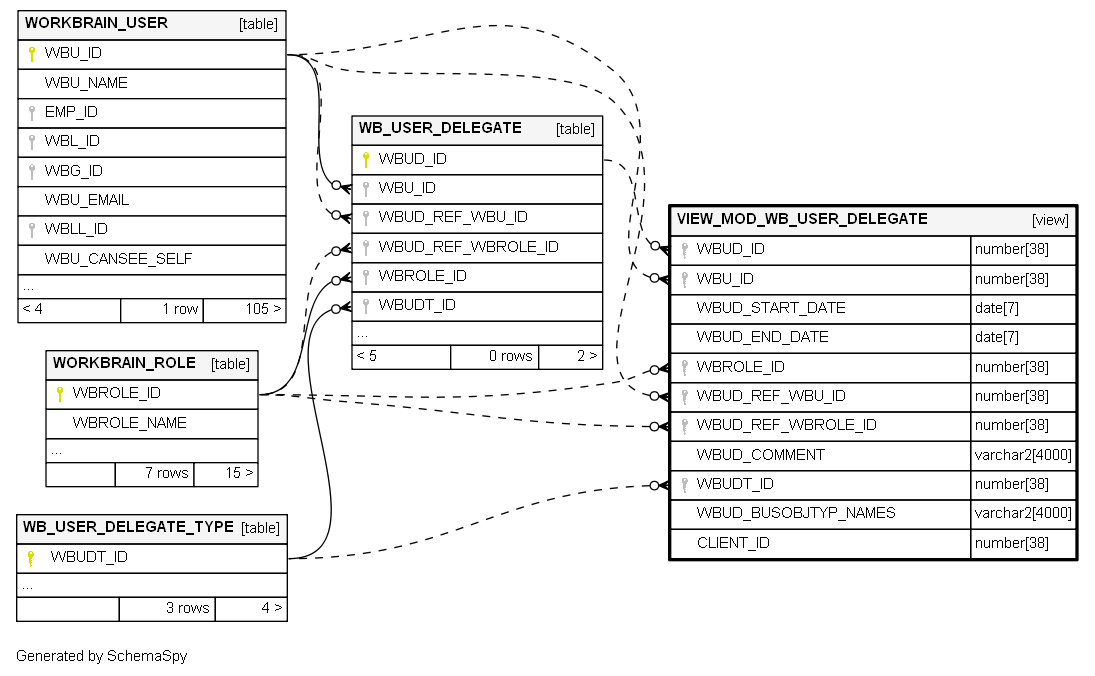 WORKBRAIN_USER [table]
WBU_ID
WBU_NAME
EMP_ID
WBL_ID
WBG_ID
WBU_EMAIL
WBLL_ID
WBU_CANSEE_SELF
...
< 4 1 row 105 >
WB_USER_DELEGATE [table]
WBUD_ID
WBU_ID
WBUD_REF_WBU_ID
WBUD_REF_WBROLE_ID
WBROLE_ID
WBUDT_ID
...
< 5 0 rows 2 >
VIEW_MOD_WB_USER_DELEGATE [view]
WBUD_ID number[38]
WBU_ID number[38]
WBUD_START_DATE date[7]
WBUD_END_DATE date[7]
WBROLE_ID number[38]
WBUD_REF_WBU_ID number[38]
WBUD_REF_WBROLE_ID number[38]
WBUD_COMMENT varchar2[4000]
WBUDT_ID number[38]
WBUD_BUSOBJTYP_NAMES varchar2[4000]
CLIENT_ID number[38]
WORKBRAIN_ROLE [table]
WBROLE_ID
WBROLE_NAME
...
7 rows 15 >
WB_USER_DELEGATE_TYPE [table]
WBUDT_ID
...
3 rows 4 >
Generated by SchemaSpy